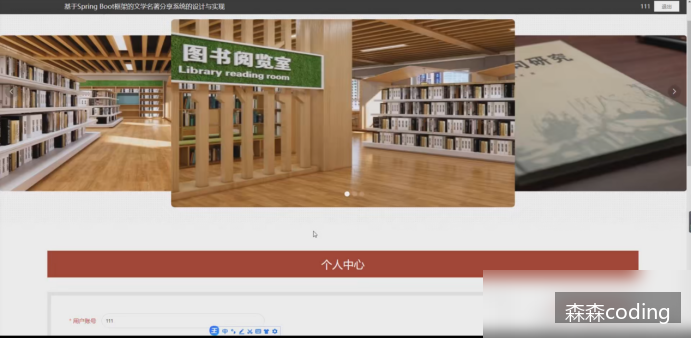 基于Spring Boot框架的文学名著分享系统的设计与实现
111
退出
图书阅览室
Library reading room
间研究
个人中心
* 用户账号
111
中
森森coding